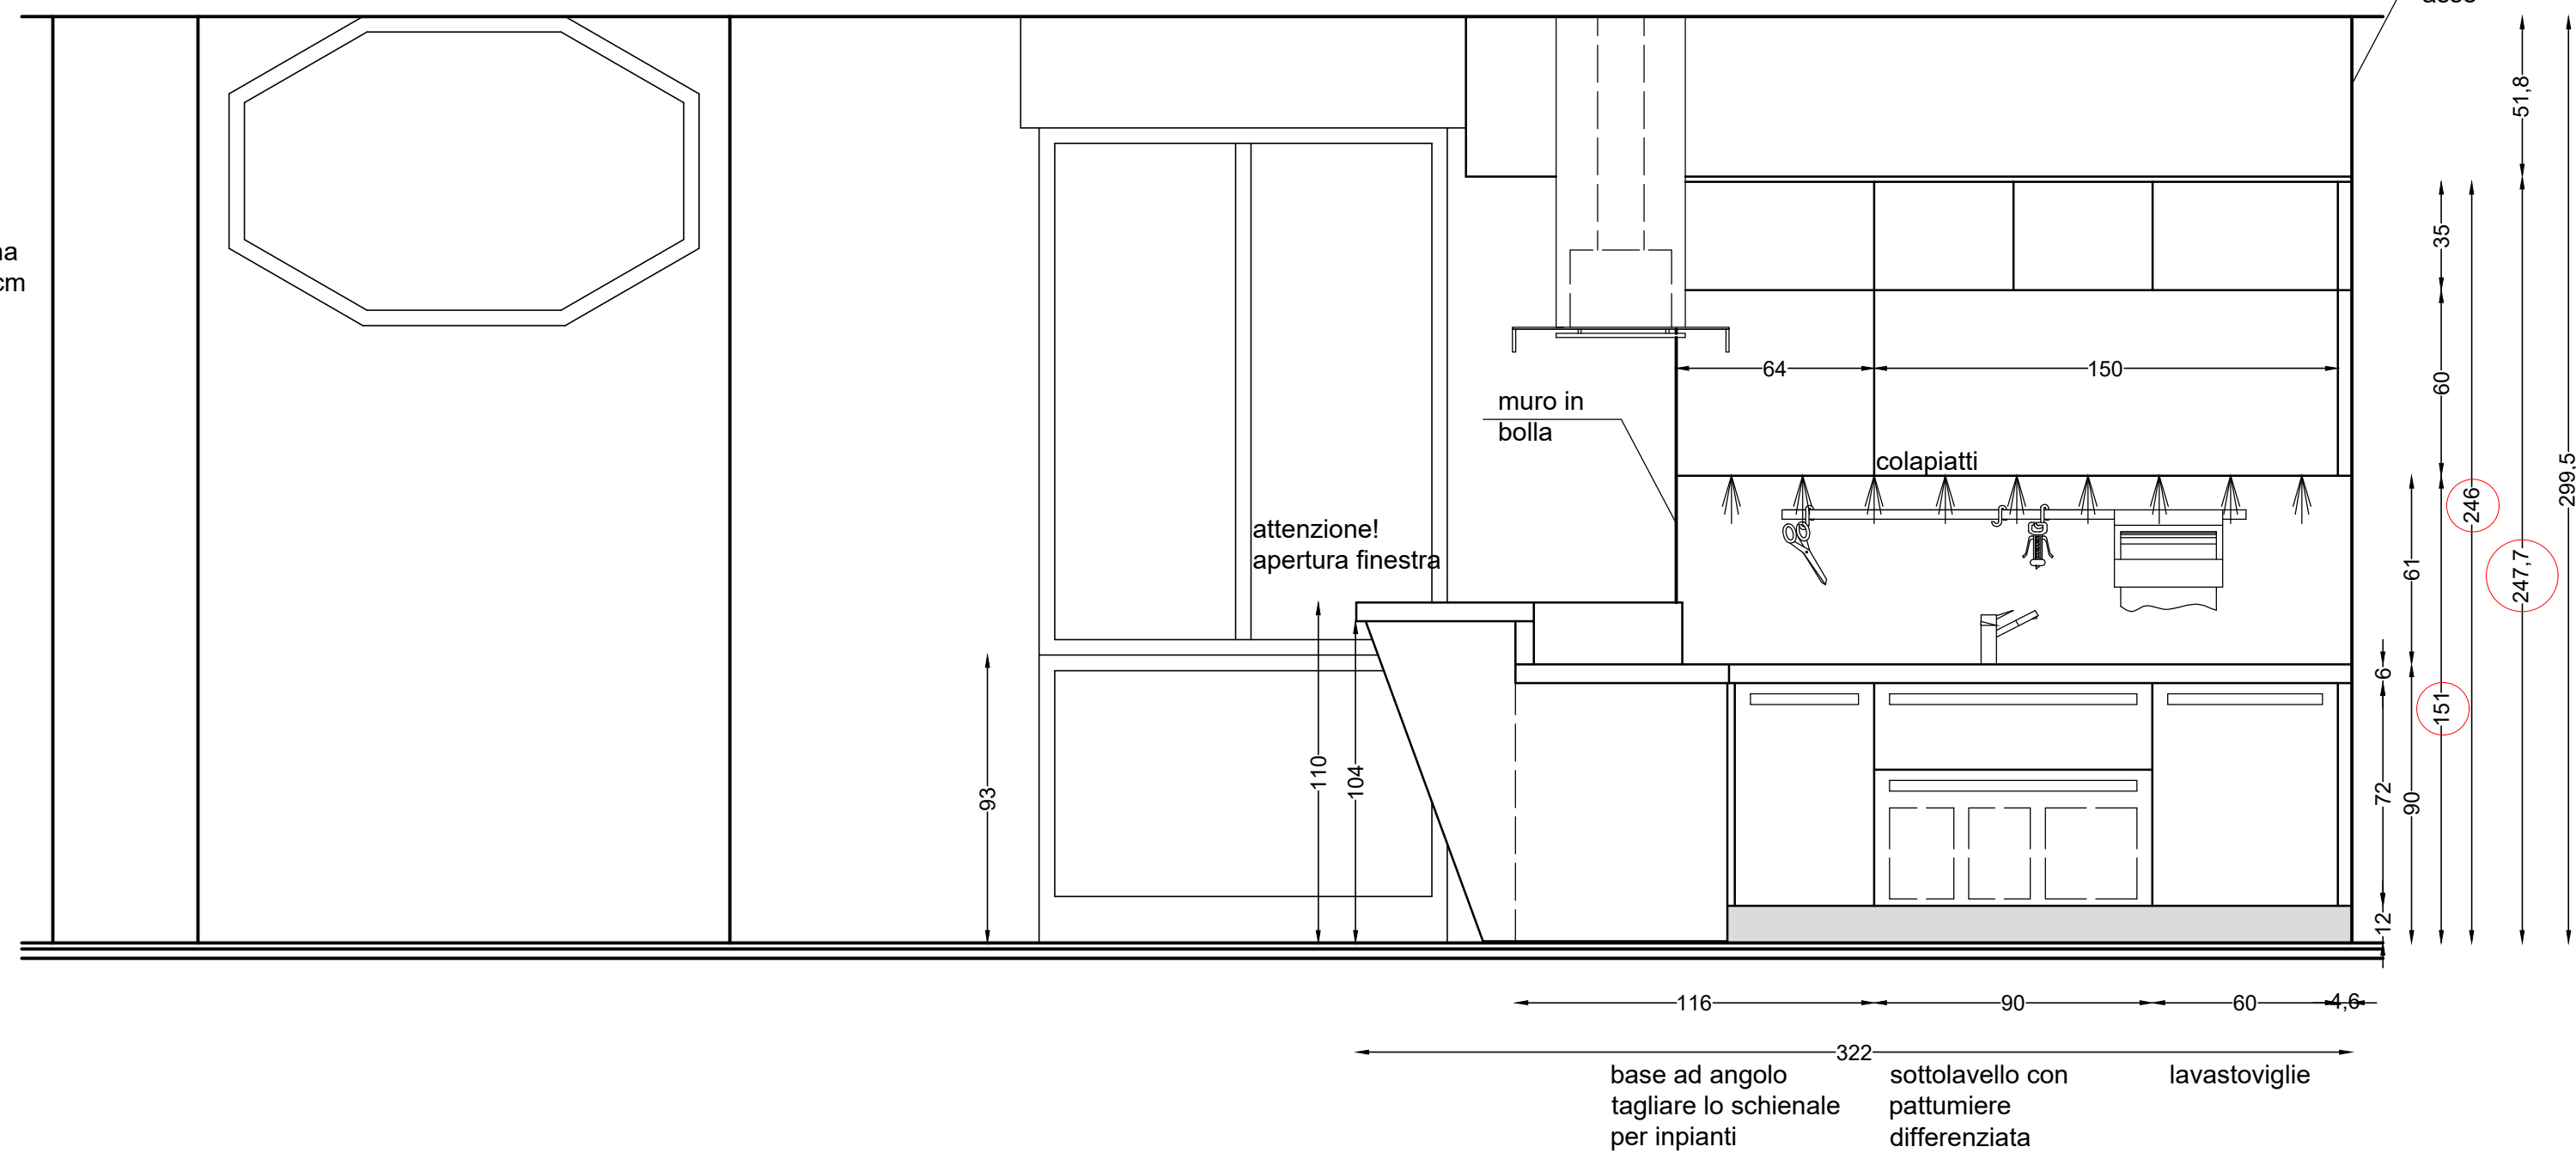 asse
51,8
na
cm
35
64
150
60
muro in
bolla
colapiatti
299,5
246
attenzione!
apertura finestra
61
247,7
6
151
110
104
93
72
90
12
116
90
60
4,6
322
base ad angolo
tagliare lo schienale
per inpianti
sottolavello con
pattumiere
differenziata
lavastoviglie